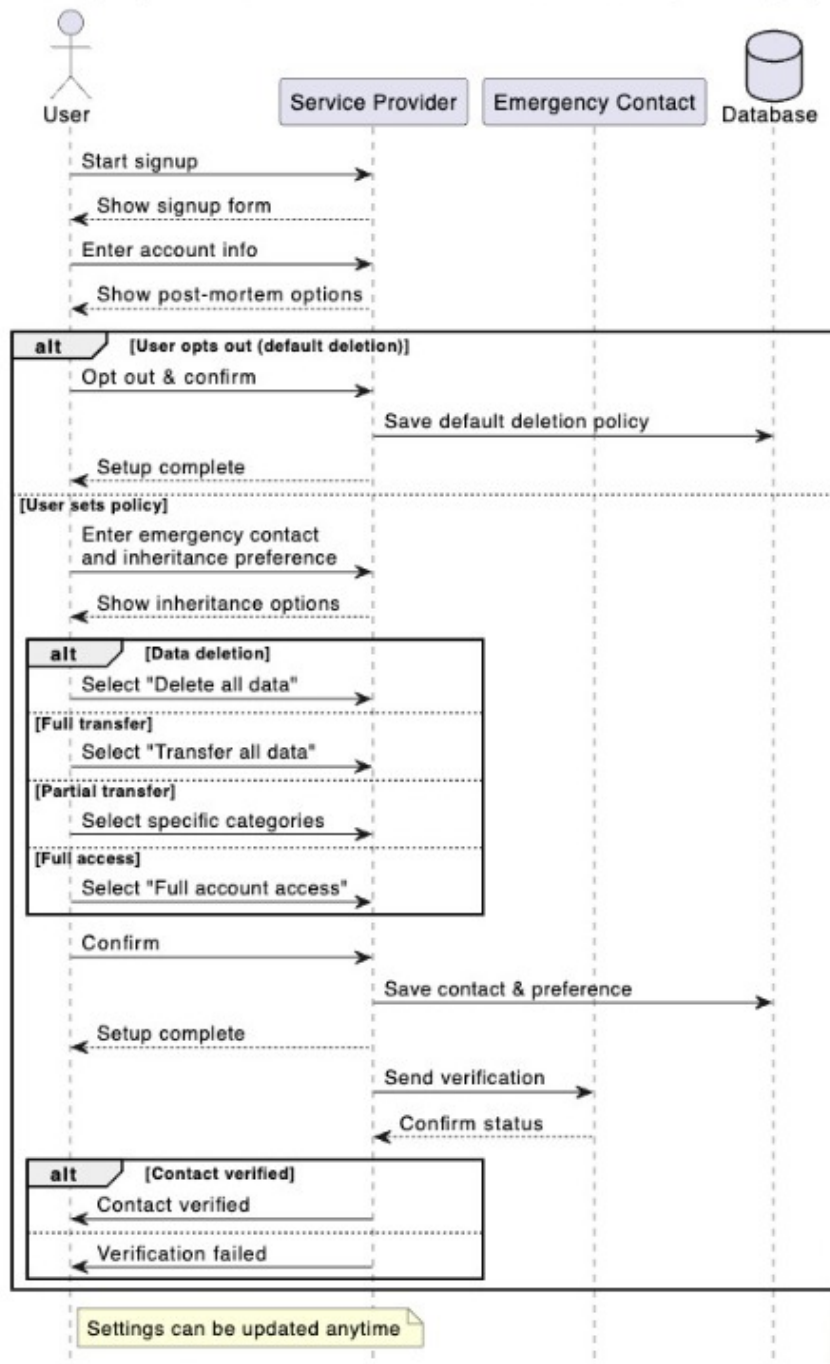 User
Service Provider
Emergency Contact
Database
Start signup
Show signup form
Enter account info
Show post-mortem options
alt
[User opts out (default deletion)]
Opt out & confirm
Save default deletion policy
Setup complete
[User sets policy]
Enter emergency contact
and inheritance preference
Show inheritance options
alt
[Data deletion]
Select "Delete all data"
[Full transfer]
Select "Transfer all data"
[Partial transfer]
Select specific categories
[Full access]
Select "Full account access"
Confirm
Save contact & preference
Setup complete
Send verification
Confirm status
alt
[Contact verified]
Contact verified
Verification failed
Settings can be updated anytime